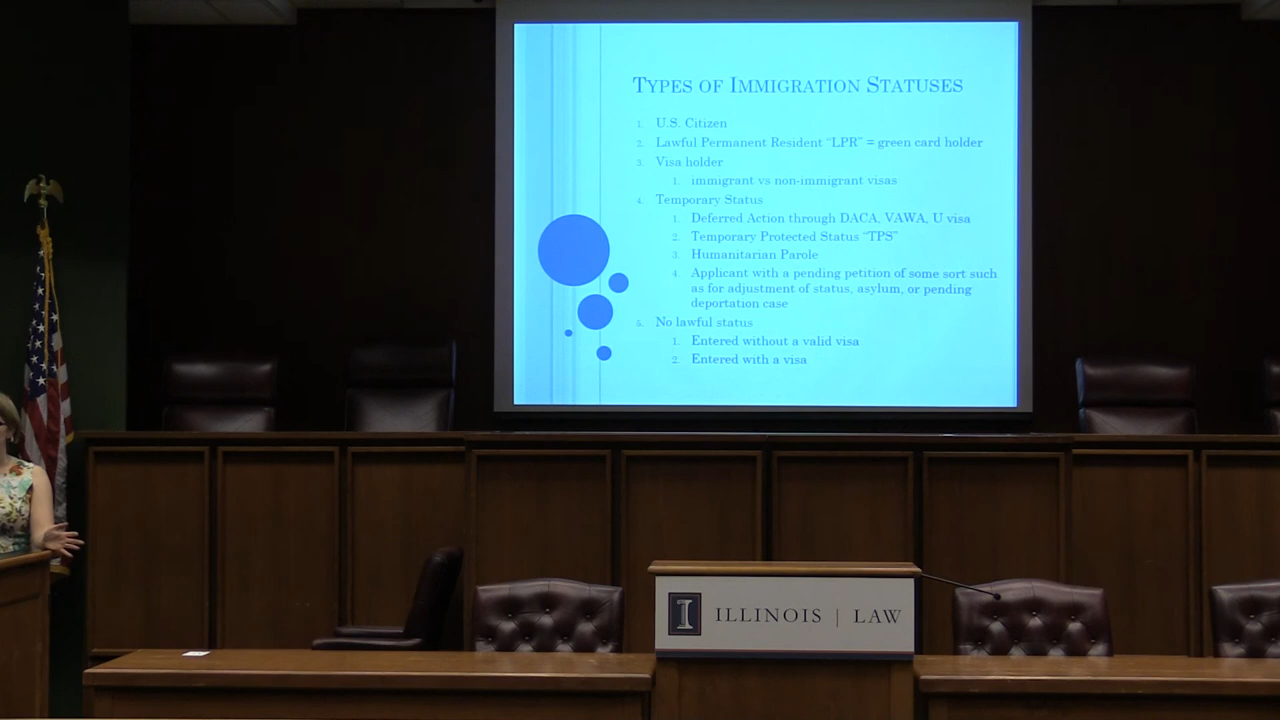 TYPES OF IMMIGRATION STATUSES
1. U.S. Citizen
2. Lawful Permanent Resident “LPR” = green card holder
3. Visa holder
1. immigrant vs non-immigrant visas
4. Temporary Status
1. Deferred Action through DACA, VAWA, U visa
2. Temporary Protected Status “TPS”
3. Humanitarian Parole
4. Applicant with a pending petition of some sort such
as for adjustment of status, asylum, or pending
deportation case
5. No lawful status
1. Entered without a valid visa
2. Entered with a visa
I ILLINOIS | LAW